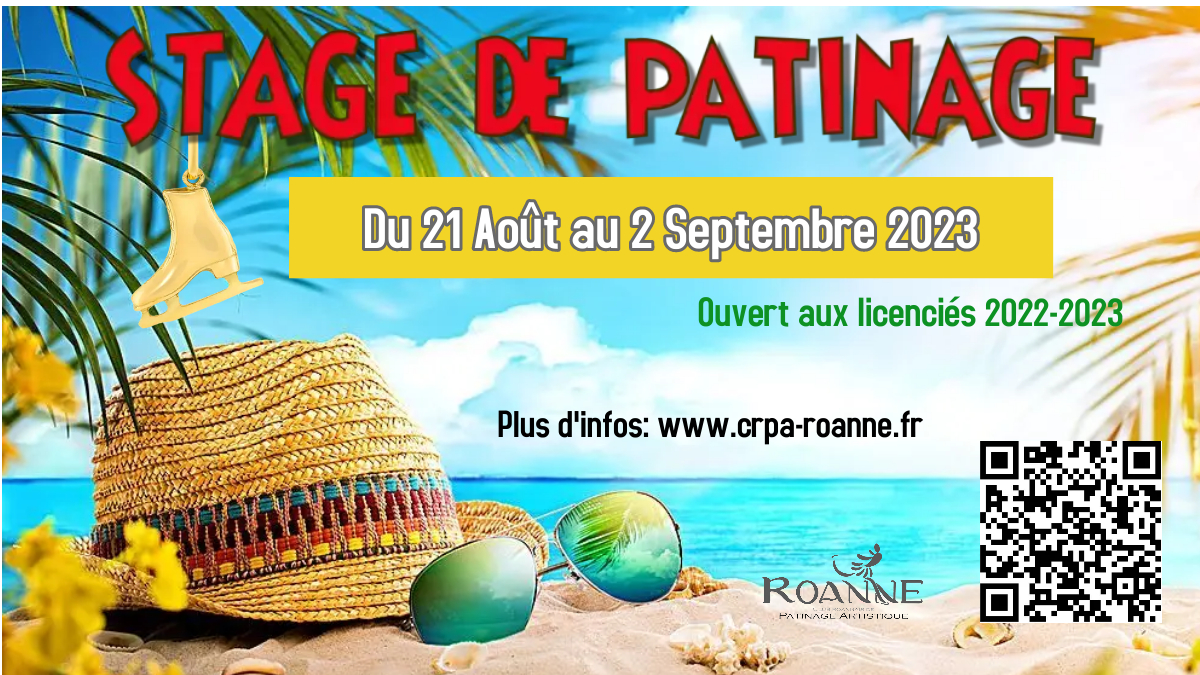 STAGE DE PATINAGE
Du 21 Août au 2 Septembre 2023
Ouvert aux licenciés 2022-2023
Plus d'infos: www.crpa-roanne.fr
ROANNE
PATINAGE ARTISTIQUE